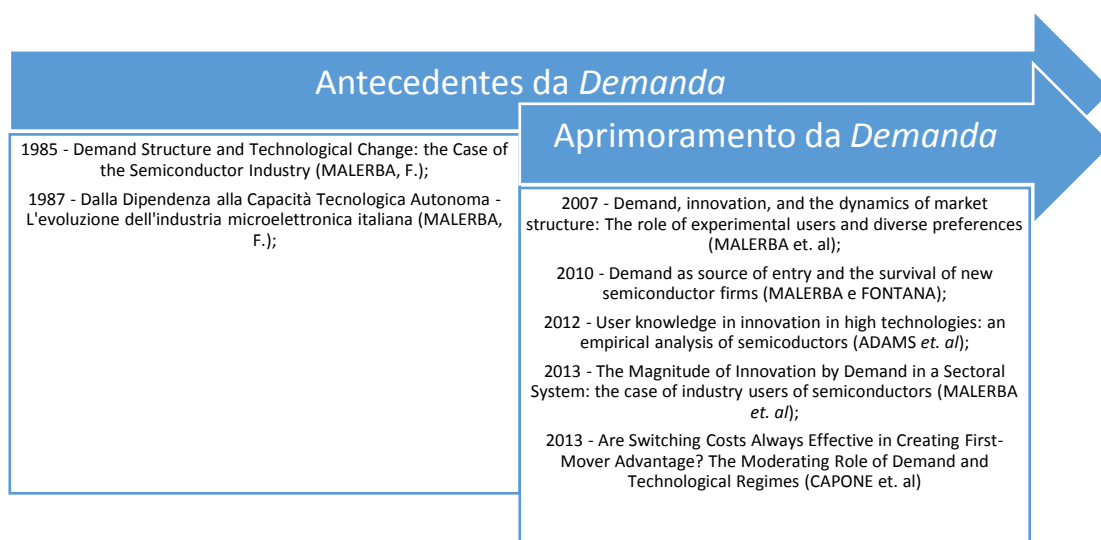 Antecedentes da Demanda
1985 - Demand Structure and Technological Change: the Case of
the Semiconductor Industry (MALERBA, F.);
1987 - Dalla Dipendenza alla Capacità Tecnologica Autonoma -
L'evoluzione dell'industria microelettronica italiana (MALERBA,
F.);
Aprimoramento da Demanda
2007 - Demand, innovation, and the dynamics of market
structure: The role of experimental users and diverse preferences
(MALERBA et. al);
2010 - Demand as source of entry and the survival of new
semiconductor firms (MALERBA e FONTANA);
2012 - User knowledge in innovation in high technologies: an
empirical analysis of semicoductors (ADAMS et. al);
2013 - The Magnitude of Innovation by Demand in a Sectoral
System: the case of industry users of semiconductors (MALERBA
et. al);
2013 - Are Switching Costs Always Effective in Creating First-
Mover Advantage? The Moderating Role of Demand and
Technological Regimes (CAPONE et. al)